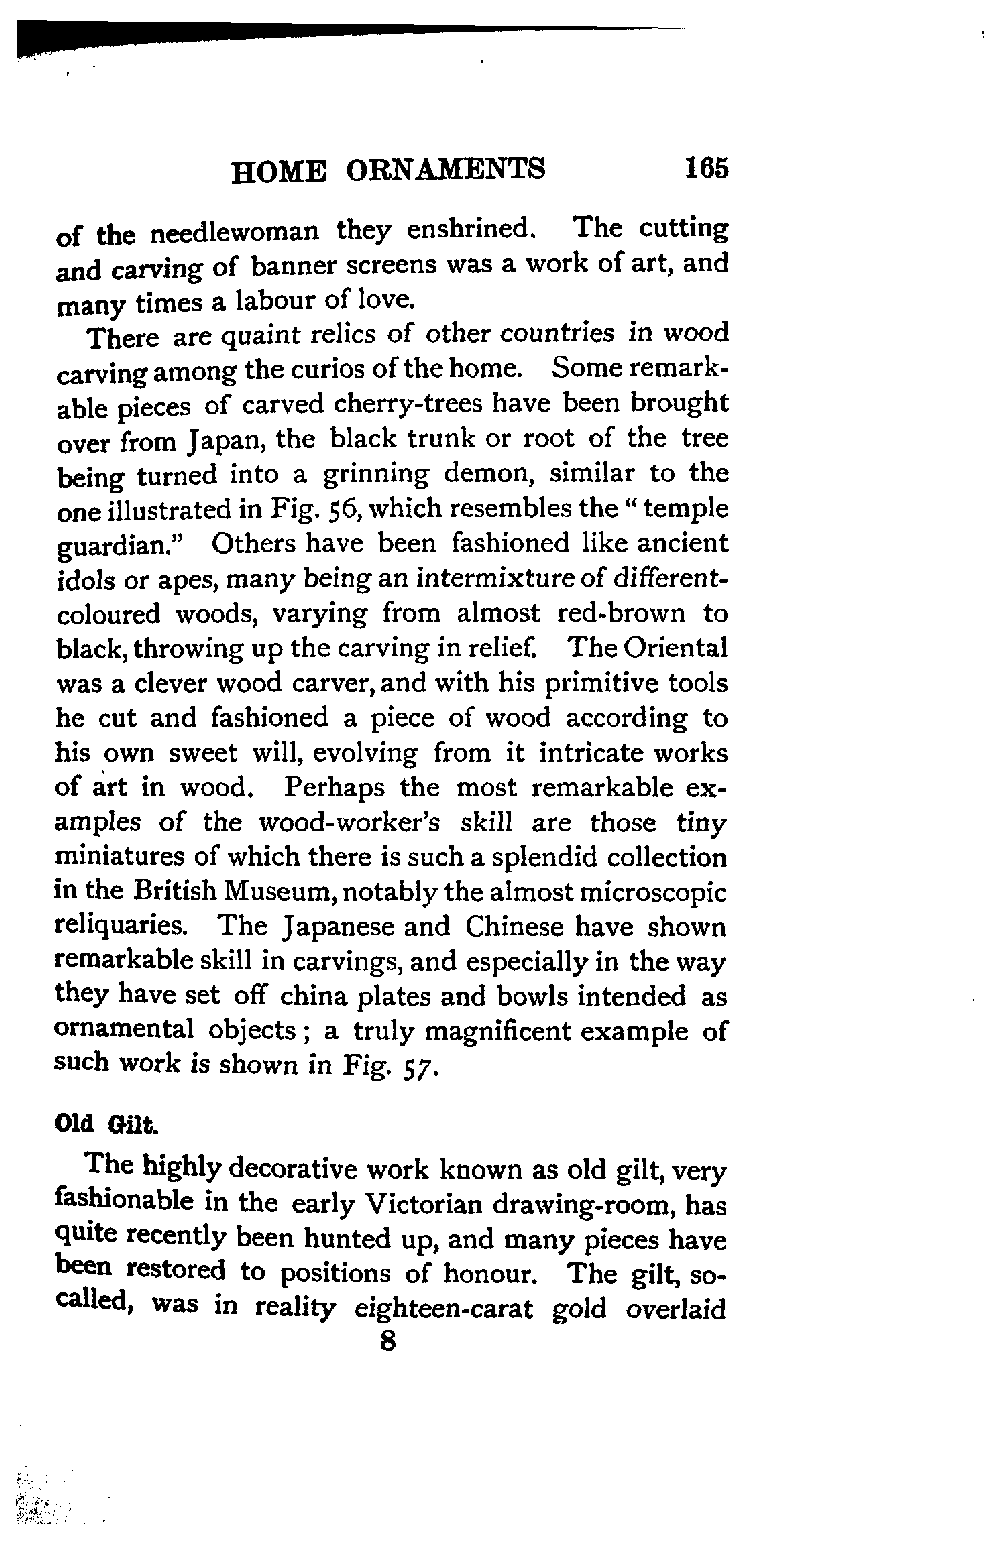 HOME ORNAMENTS 165
of the needlewoman they enshrined. The cutting
and carving of banner screens was a work of art, and
many times a labour of love.
There are quaint relics of other countries in wood
carving among the curios of the home. Some remark-
able pieces of carved cherry-trees have been brought
over from Japan, the black trunk or root of the tree
being turned into a grinning demon, similar to the
one illustrated in Fig. 56, which resembles the " temple
guardian." Others have been fashioned like ancient
idols or apes, many being an intermixture of different-
coloured woods, varying from almost red-brown to
black, throwing up the carving in relief. The Oriental
was a clever wood carver, and with his primitive tools
he cut and fashioned a piece of wood according to
his own sweet will, evolving from it intricate works
of art in wood. Perhaps the most remarkable ex-
amples of the wood-worker's skill are those tiny
miniatures of which there is such a splendid collection
in the British Museum, notably the almost microscopic
reliquaries. The Japanese and Chinese have shown
remarkable skill in carvings, and especially in the way
they have set off china plates and bowls intended as
ornamental objects ; a truly magnificent example of
such work is shown in Fig. 57.
Old Gilt.
The highly decorative work known as old gilt, very
fashionable in the early Victorian drawing-room, has
quite recently been hunted up, and many pieces have
been restored to positions of honour. The gilt, so-
called, was in reality eighteen-carat gold overlaid
8